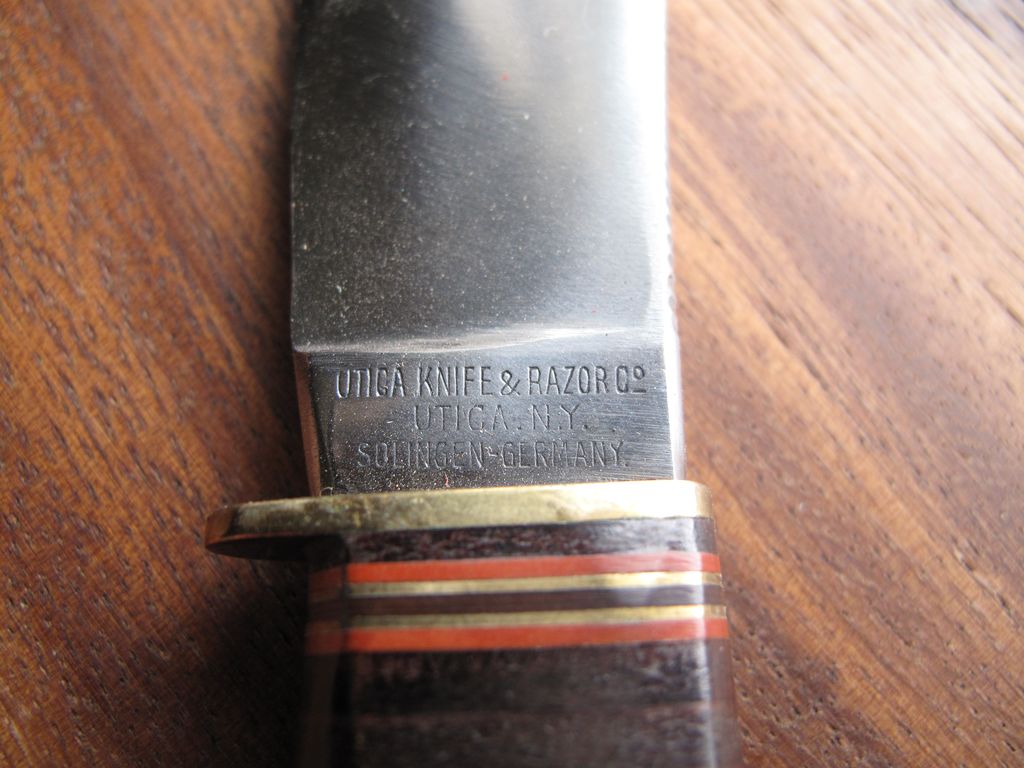 UTICA KNIFE & RAZOR Cº
UTICA. N.Y.
SOLINGEN-GERMANY.